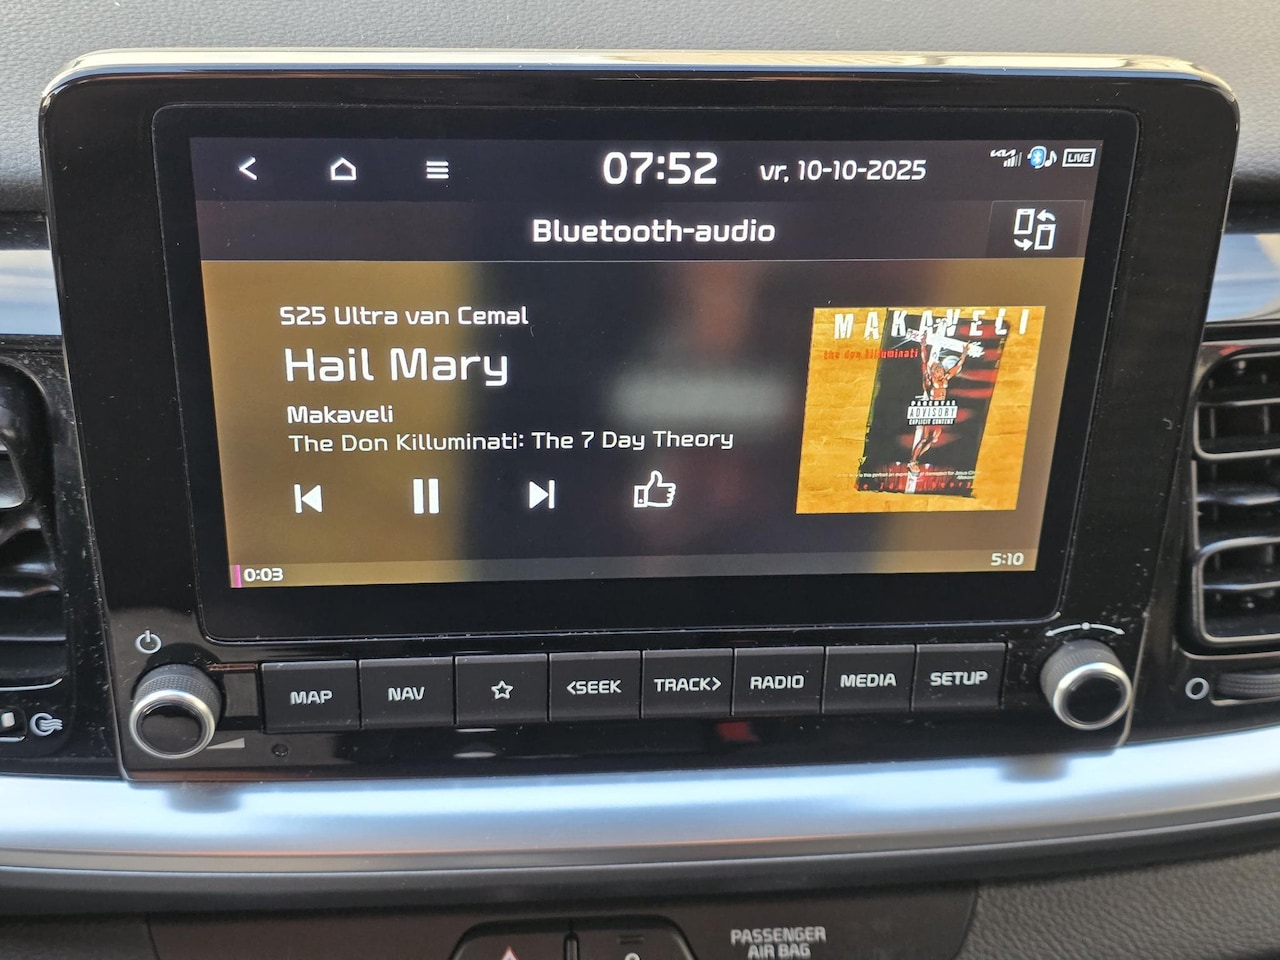 07:52 vr, 10-10-2025 KIA LIVE
Bluetooth-audio
S25 Ultra van Cemal
Hail Mary
Makaveli
The Don Killuminati: The 7 Day Theory
MAKAVELI
the don killuminati
PARENTAL
ADVISORY
EXPLICIT CONTENT
0:03 5:10
MAP NAV <SEEK TRACK> RADIO MEDIA SETUP
PASSENGER
AIR BAG